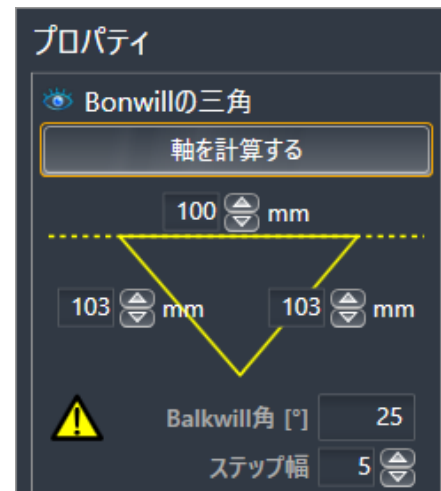 プロパティ
Bonwillの三角
軸を計算する
100 mm
103 mm 103 mm
Balkwill角 [°] 25
ステップ幅 5